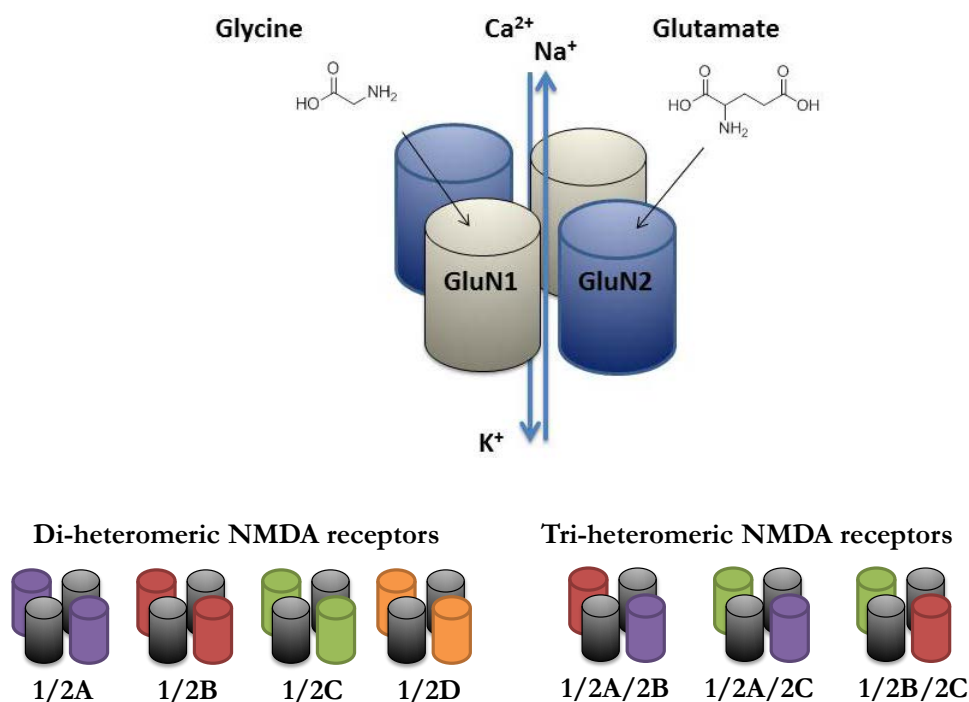 Glycine Ca²⁺ Glutamate
Na⁺
O
NH₂
HO
O O
HO OH
NH₂
GluN1 GluN2
K⁺
Di-heteromeric NMDA receptors Tri-heteromeric NMDA receptors
1/2A 1/2B 1/2C 1/2D 1/2A/2B 1/2A/2C 1/2B/2C